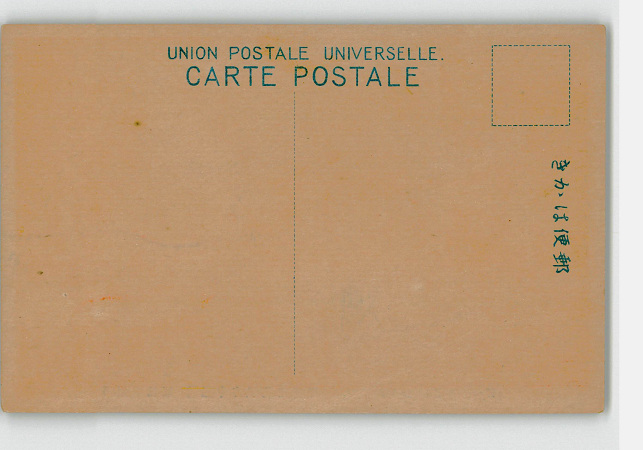 UNION POSTALE UNIVERSELLE.
CARTE POSTALE
郵便はかき